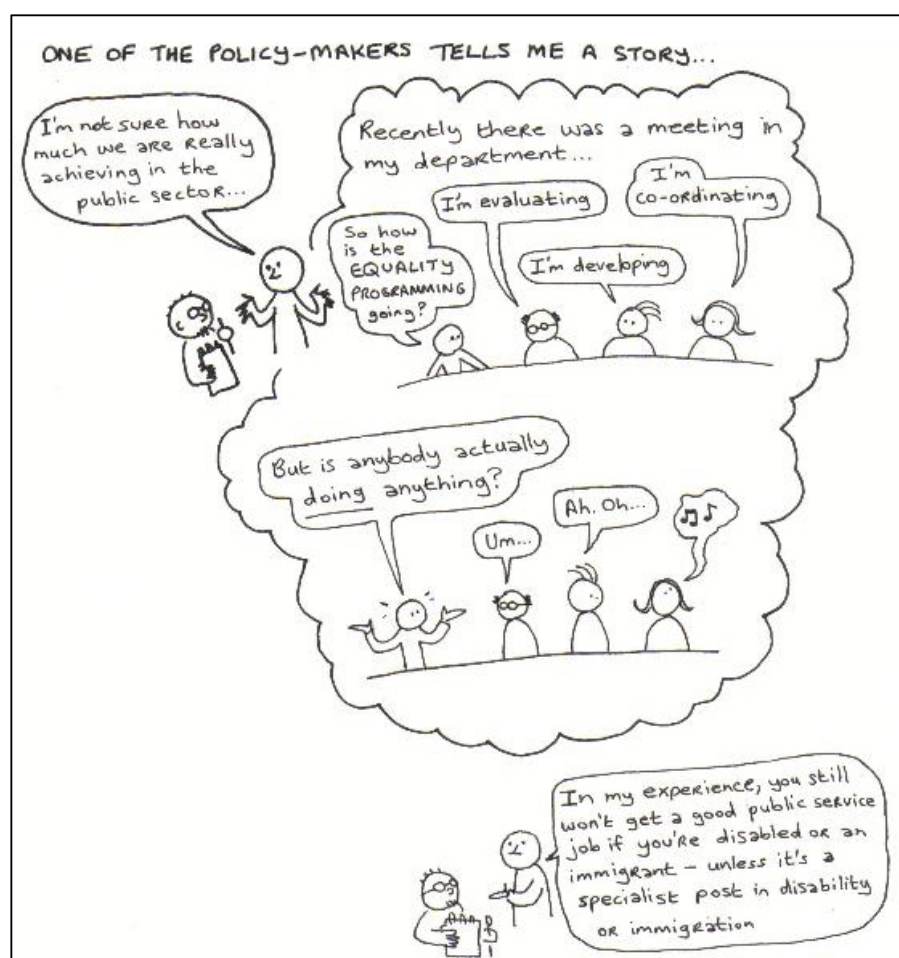 ONE OF THE POLICY-MAKERS TELLS ME A STORY...
I'm not sure how
much we are really
achieving in the
public sector...
Recently there was a meeting in
my department...
So how
is the
EQUALITY
PROGRAMMING
going?
I'm evaluating
I'm developing
I'm
co-ordinating
But is anybody actually
doing anything?
Um...
Ah. Oh...
In my experience, you still
won't get a good public service
job if you're disabled or an
immigrant – unless it's a
specialist post in disability
or immigration